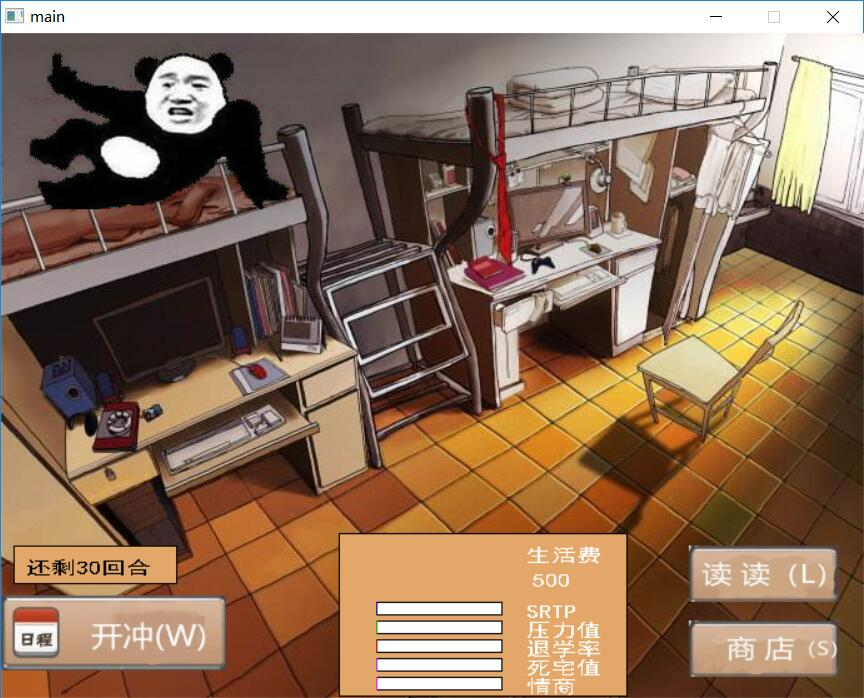 main
还剩30回合
日程
开冲(W)
生活费
500
SRTP
压力值
退学率
死宅值
情商
读读 (L)
商店 (S)